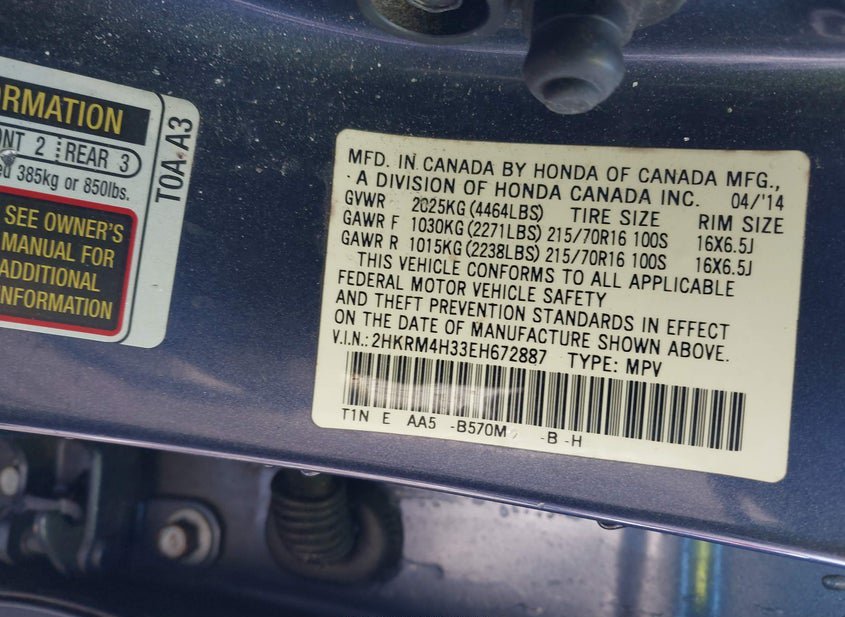 ORMATION
ONT 2 REAR 3
ed 385kg or 850lbs.
SEE OWNER'S
MANUAL FOR
ADDITIONAL
INFORMATION
T0A A3
MFD. IN CANADA BY HONDA OF CANADA MFG.,
A DIVISION OF HONDA CANADA INC. 04/'14
GVWR 2025KG (4464LBS) TIRE SIZE RIM SIZE
GAWR F 1030KG (2271LBS) 215/70R16 100S 16X6.5J
GAWR R 1015KG (2238LBS) 215/70R16 100S 16X6.5J
THIS VEHICLE CONFORMS TO ALL APPLICABLE
FEDERAL MOTOR VEHICLE SAFETY
AND THEFT PREVENTION STANDARDS IN EFFECT
ON THE DATE OF MANUFACTURE SHOWN ABOVE.
V.I.N.: 2HKRM4H33EH672887 TYPE: MPV
T1N E AA5 -B570M -B -H